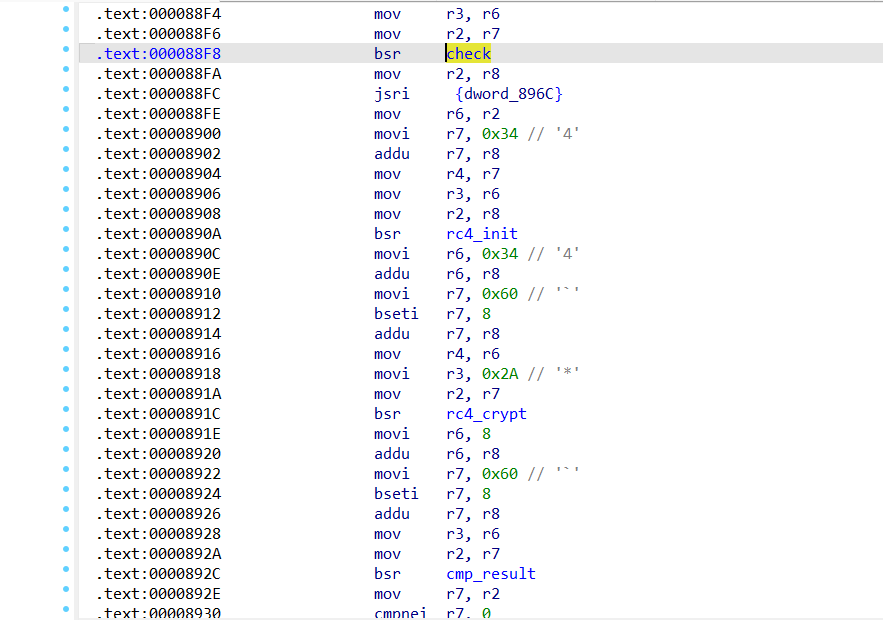 .text:000088F4 mov r3, r6
.text:000088F6 mov r2, r7
.text:000088F8 bsr check
.text:000088FA mov r2, r8
.text:000088FC jsri {dword_896C}
.text:000088FE mov r6, r2
.text:00008900 movi r7, 0x34 // '4'
.text:00008902 addu r7, r8
.text:00008904 mov r4, r7
.text:00008906 mov r3, r6
.text:00008908 mov r2, r8
.text:0000890A bsr rc4_init
.text:0000890C movi r6, 0x34 // '4'
.text:0000890E addu r6, r8
.text:00008910 movi r7, 0x60 // '`'
.text:00008912 bseti r7, 8
.text:00008914 addu r7, r8
.text:00008916 mov r4, r6
.text:00008918 movi r3, 0x2A // '*'
.text:0000891A mov r2, r7
.text:0000891C bsr rc4_crypt
.text:0000891E movi r6, 8
.text:00008920 addu r6, r8
.text:00008922 movi r7, 0x60 // '`'
.text:00008924 bseti r7, 8
.text:00008926 addu r7, r8
.text:00008928 mov r3, r6
.text:0000892A mov r2, r7
.text:0000892C bsr cmp_result
.text:0000892E mov r7, r2
.text:00008930 cmpnei r7, 0